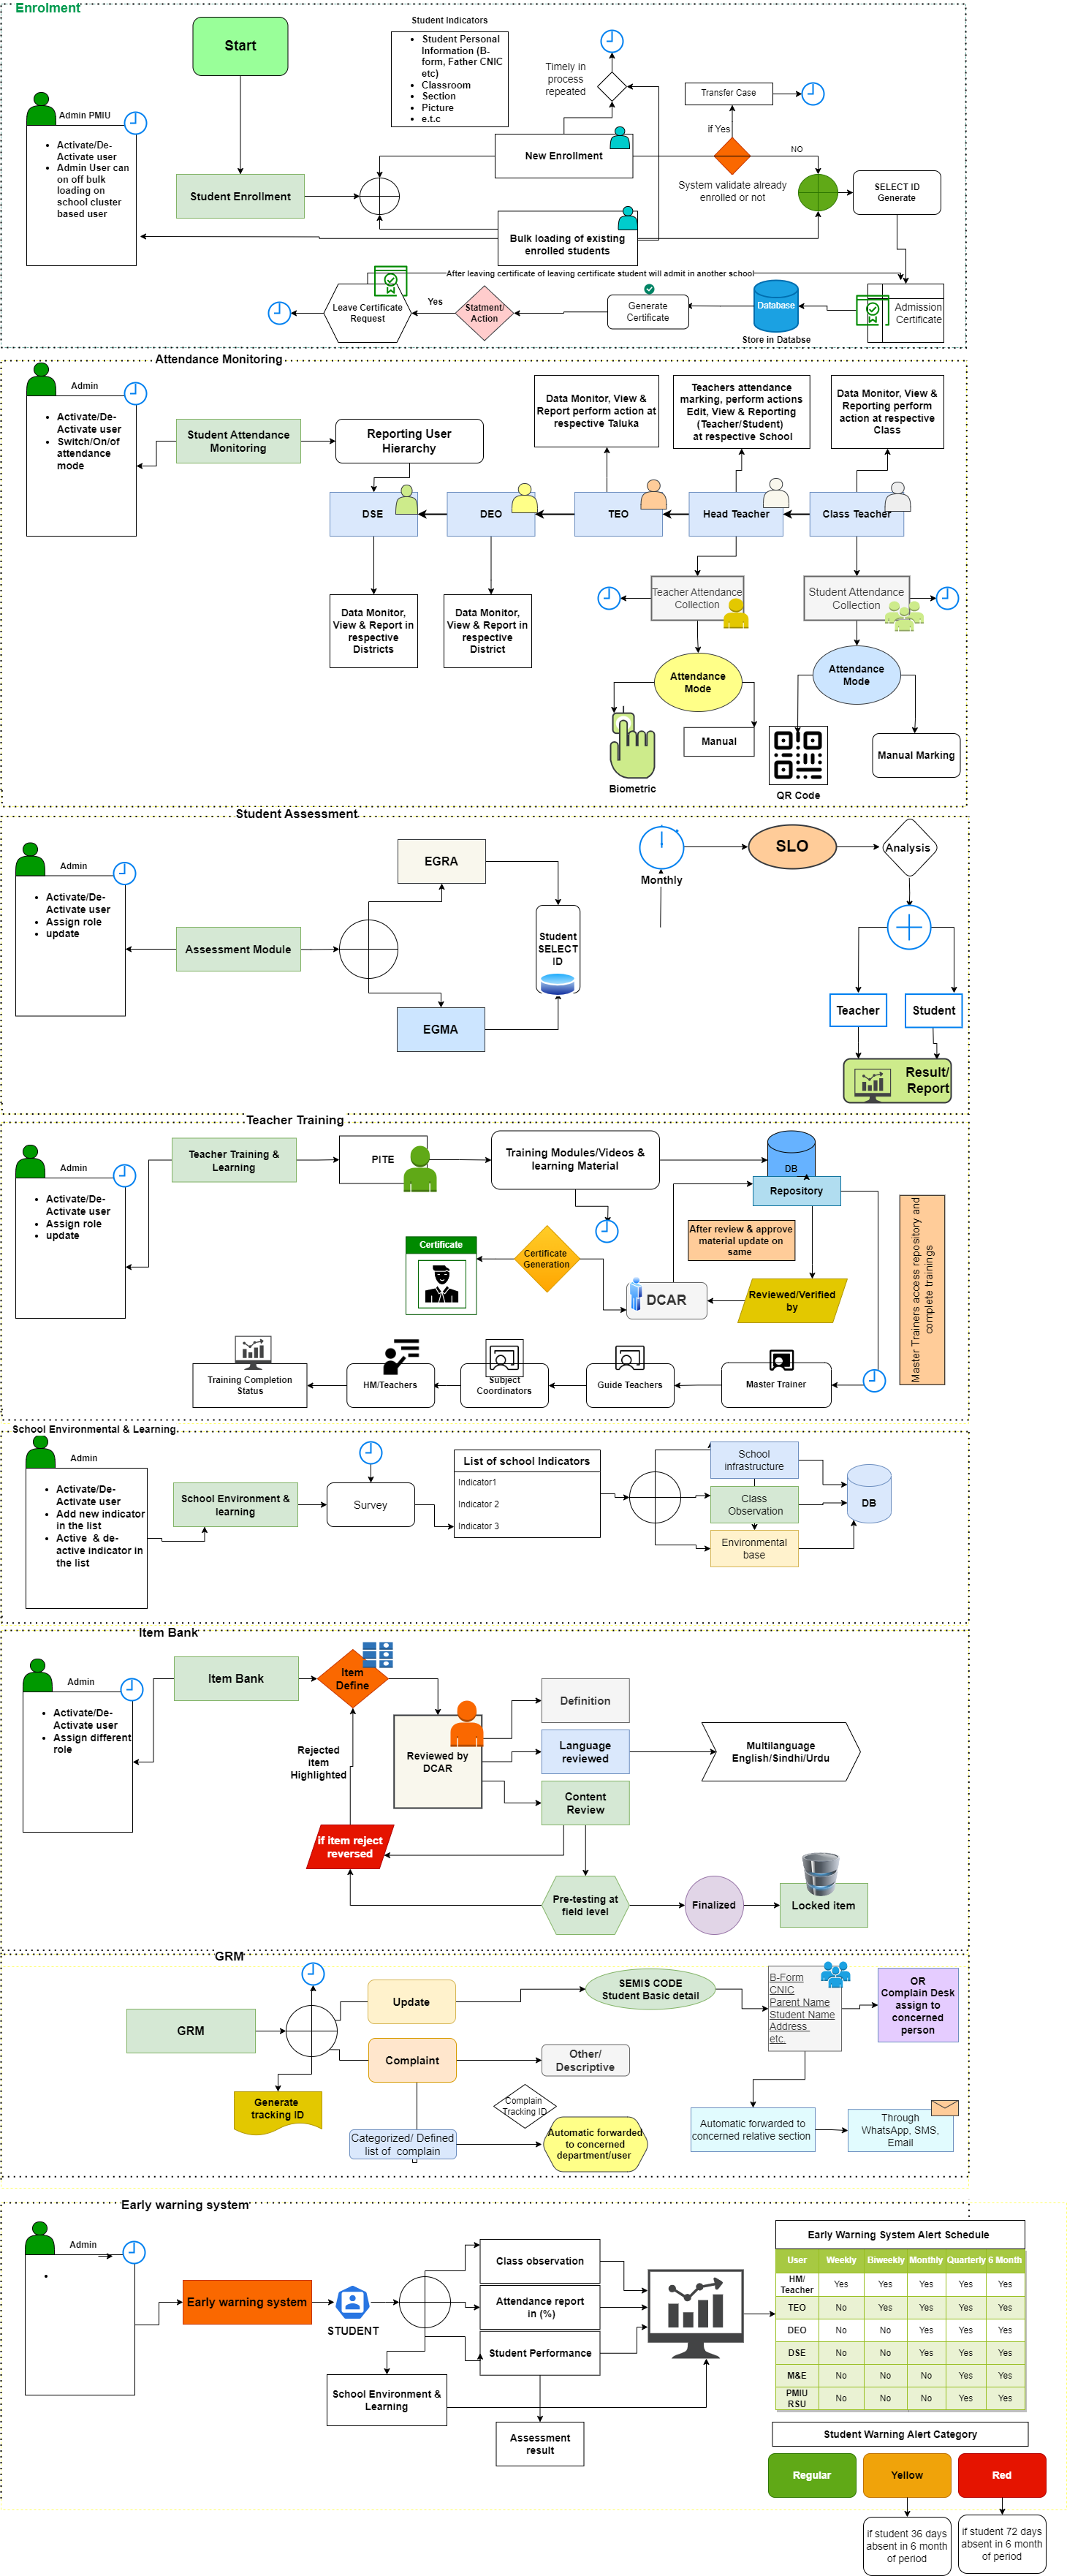 Enrolment
Student Indicators
Start
Student Personal
Information (B-
form, Father CNIC
etc)
Classroom
Section
Picture
e.t.c
Timely in
process
repeated
Transfer Case
Admin PMIU
if Yes
Activate/De-
Activate user
Admin User can
on off bulk
loading on
school cluster
based user
New Enrollment
NO
System validate already
enrolled or not
SELECT ID
Generate
Student Enrollment
Bulk loading of existing
enrolled students
After leaving certificate of leaving certificate student will admit in another school
Leave Certificate
Request
Yes
Statment/
Action
Generate
Certificate
Database
Store in Databse
Admission
Certificate
Attendance Monitoring
Admin
Activate/De-
Activate user
Switch/On/of
attendance
mode
Student Attendance
Monitoring
Reporting User
Hierarchy
Data Monitor, View &
Report perform action at
respective Taluka
Teachers attendance
marking, perform actions
Edit, View & Reporting
(Teacher/Student)
at respective School
Data Monitor, View &
Reporting perform
action at respective
Class
DSE
DEO
TEO
Head Teacher
Class Teacher
Data Monitor,
View & Report in
respective
Districts
Data Monitor,
View & Report in
respective
District
Teacher Attendance
Collection
Student Attendance
Collection
Attendance
Mode
Attendance
Mode
Manual
Manual Marking
Biometric
QR Code
Student Assessment
Admin
Activate/De-
Activate user
Assign role
update
Assessment Module
EGRA
EGMA
Student
SELECT
ID
Monthly
SLO
Analysis
Teacher
Student
Result/
Report
Teacher Training
Admin
Activate/De-
Activate user
Assign role
update
Teacher Training &
Learning
PITE
Training Modules/Videos &
learning Material
DB
Repository
After review & approve
material update on
same
Master Trainers access repository and
complete trainings
Certificate
Certificate
Generation
DCAR
Reviewed/Verified
by
Training Completion
Status
HM/Teachers
Subject
Coordinators
Guide Teachers
Master Trainer
School Environmental & Learning
Admin
Activate/De-
Activate user
Add new indicator
in the list
Active & de-
active indicator in
the list
School Environment &
learning
Survey
List of school Indicators
Indicator1
Indicator 2
Indicator 3
School
infrastructure
Class
Observation
Environmental
base
DB
Item Bank
Admin
Activate/De-
Activate user
Assign different
role
Item Bank
Item
Define
Rejected
item
Highlighted
Reviewed by
DCAR
Definition
Language
reviewed
Content
Review
Multilanguage
English/Sindhi/Urdu
if item reject
reversed
Pre-testing at
field level
Finalized
Locked item
GRM
GRM
Update
Complaint
Generate
tracking ID
SEMIS CODE
Student Basic detail
B-Form
CNIC
Parent Name
Student Name
Address
etc.
OR
Complain Desk
assign to
concerned
person
Other/
Descriptive
Complain
Tracking ID
Categorized/ Defined
list of complain
Automatic forwarded
to concerned
department/user
Automatic forwarded to
concerned relative section
Through
WhatsApp, SMS,
Email
Early warning system
Admin
Early warning system
STUDENT
Class observation
Attendance report
in (%)
Student Performance
School Environment &
Learning
Assessment
result
Early Warning System Alert Schedule
User Weekly Biweekly Monthly Quarterly 6 Month
HM/
Teacher Yes Yes Yes Yes Yes
TEO No Yes Yes Yes Yes
DEO No No Yes Yes Yes
DSE No No Yes Yes Yes
M&E No No No Yes Yes
PMIU
RSU No No No Yes Yes
Student Warning Alert Category
Regular
Yellow
Red
if student 36 days
absent in 6 month
of period
if student 72 days
absent in 6 month
of period